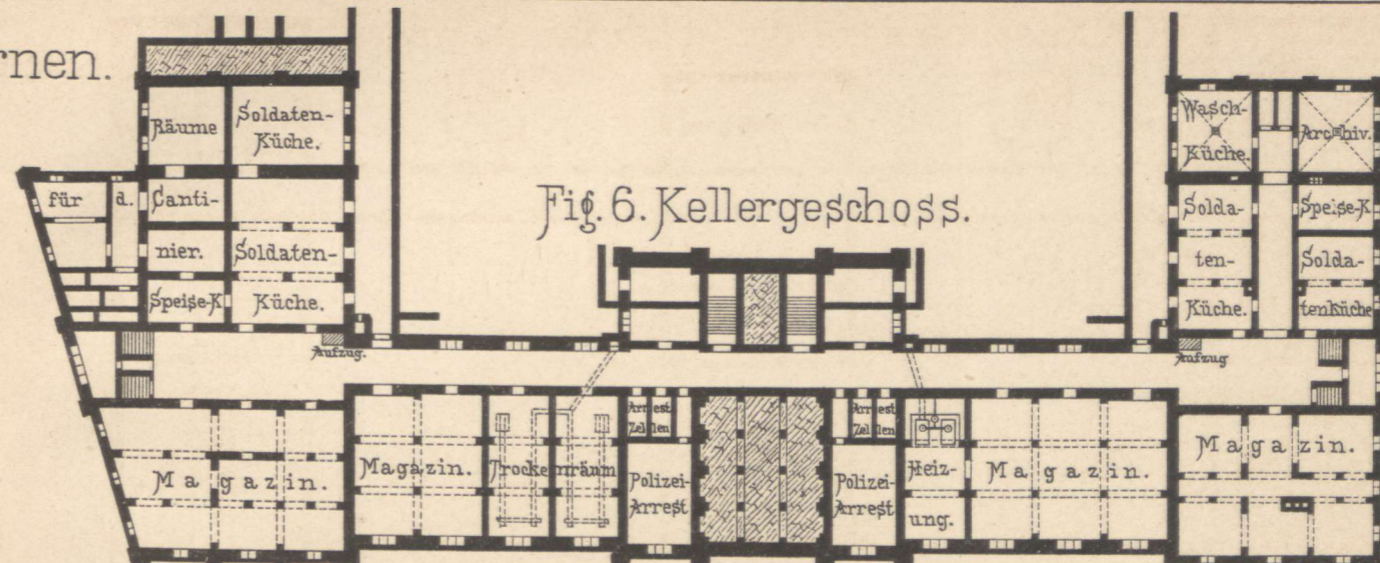 rnen.
Fig. 6. Kellergeschoss.
Räume
Soldaten-
Küche.
für
d.
Canti-
nier.
Soldaten-
Speise-K
Küche.
Aufzug.
Wasch-
Küche.
Archiv.
Solda-
Speise-K
ten-
Solda-
Küche.
tenküche
Aufzug
Magazin.
Magazin.
Trockenräum
Arrest
Zellen
Polizei-
Arrest
Arrest
Zellen
Polizei-
Arrest
Heiz-
ung.
Magazin.
Magazin.